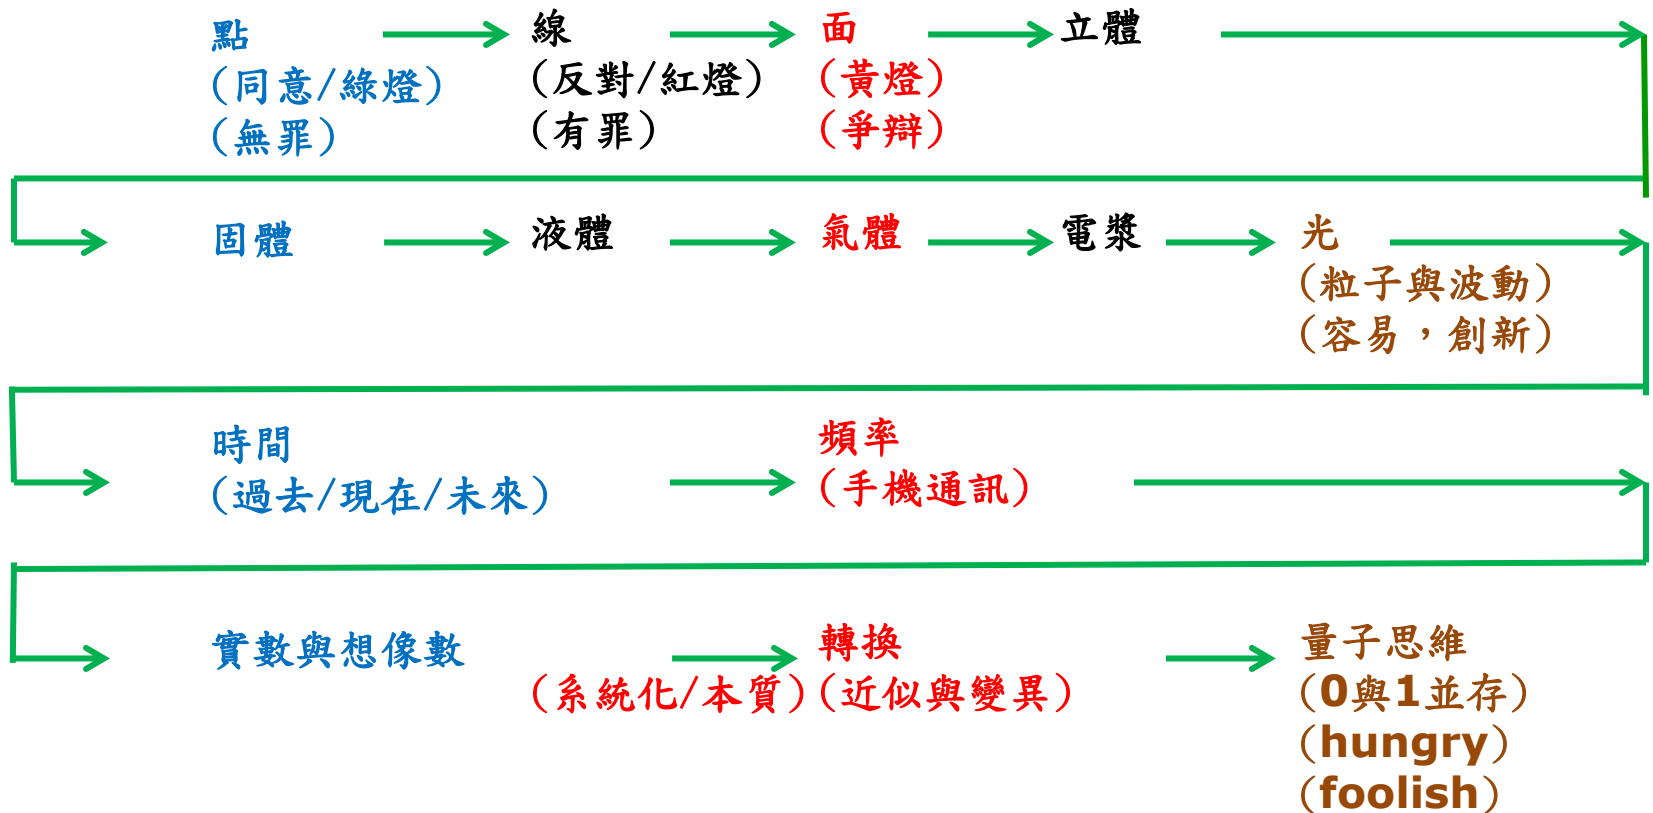 點 線 面 立體
(同意/綠燈) (反對/紅燈) (黃燈)
(無罪) (有罪) (爭辯)
固體 液體 氣體 電漿 光
(粒子與波動)
(容易，創新)
時間 頻率
(過去/現在/未來) (手機通訊)
實數與想像數 轉換 量子思維
(系統化/本質) (近似與變異) (0與1並存)
(hungry)
(foolish)